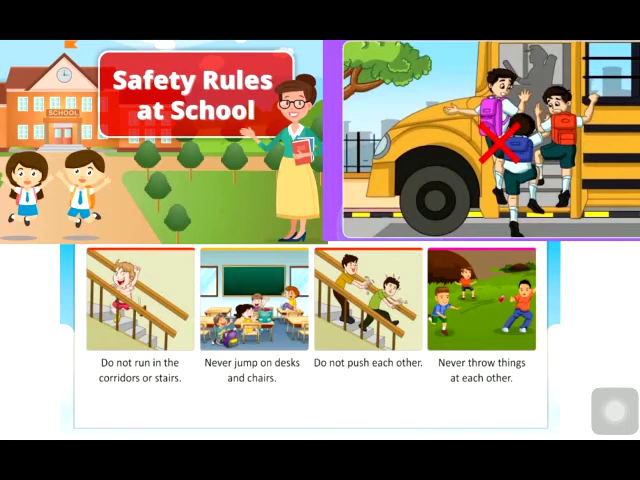 Safety Rules
at School
SCHOOL
Do not run in the
corridors or stairs.
Never jump on desks
and chairs.
Do not push each other.
Never throw things
at each other.